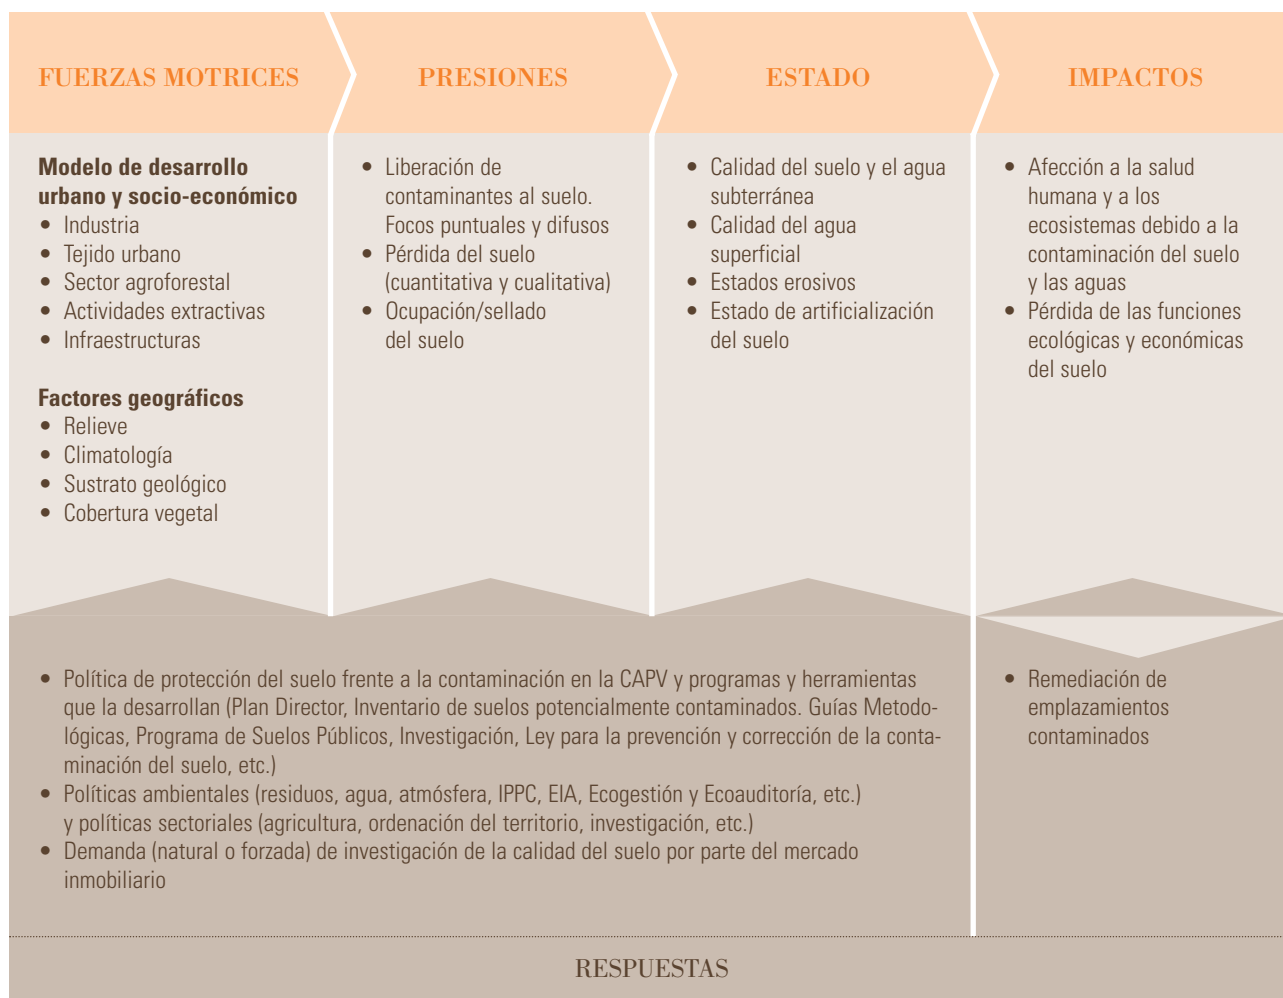 FUERZAS MOTRICES
PRESIONES
ESTADO
IMPACTOS
Modelo de desarrollo
urbano y socio-económico
• Industria
• Tejido urbano
• Sector agroforestal
• Actividades extractivas
• Infraestructuras
Factores geográficos
• Relieve
• Climatología
• Sustrato geológico
• Cobertura vegetal
• Liberación de
contaminantes al suelo.
Focos puntuales y difusos
• Pérdida del suelo
(cuantitativa y cualitativa)
• Ocupación/sellado
del suelo
• Calidad del suelo y el agua
subterránea
• Calidad del agua
superficial
• Estados erosivos
• Estado de artificialización
del suelo
• Afección a la salud
humana y a los
ecosistemas debido a la
contaminación del suelo
y las aguas
• Pérdida de las funciones
ecológicas y económicas
del suelo
• Política de protección del suelo frente a la contaminación en la CAPV y programas y herramientas
que la desarrollan (Plan Director, Inventario de suelos potencialmente contaminados. Guías Metodo-
lógicas, Programa de Suelos Públicos, Investigación, Ley para la prevención y corrección de la conta-
minación del suelo, etc.)
• Políticas ambientales (residuos, agua, atmósfera, IPPC, EIA, Ecogestión y Ecoauditoría, etc.)
y políticas sectoriales (agricultura, ordenación del territorio, investigación, etc.)
• Demanda (natural o forzada) de investigación de la calidad del suelo por parte del mercado
inmobiliario
• Remediación de
emplazamientos
contaminados
RESPUESTAS